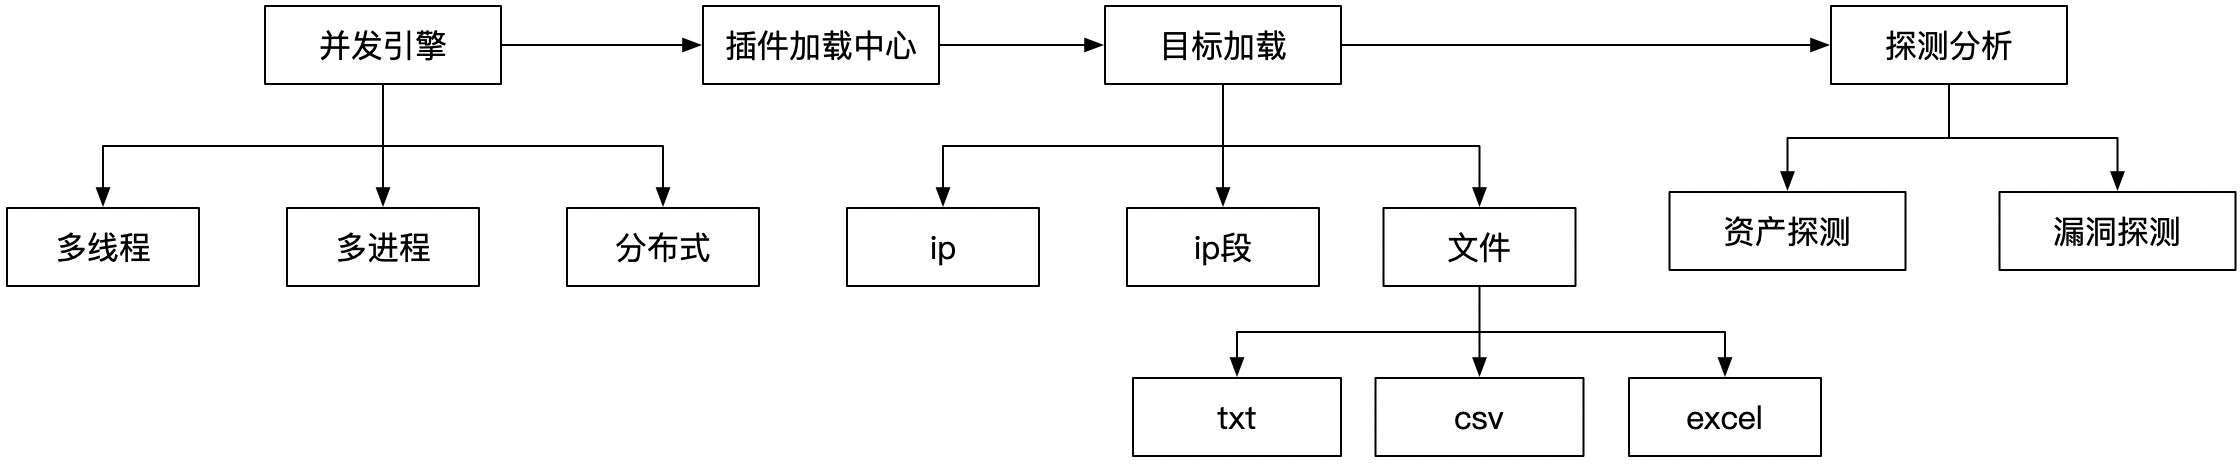 并发引擎
插件加载中心
目标加载
探测分析
多线程
多进程
分布式
ip
ip段
文件
资产探测
漏洞探测
txt
csv
excel